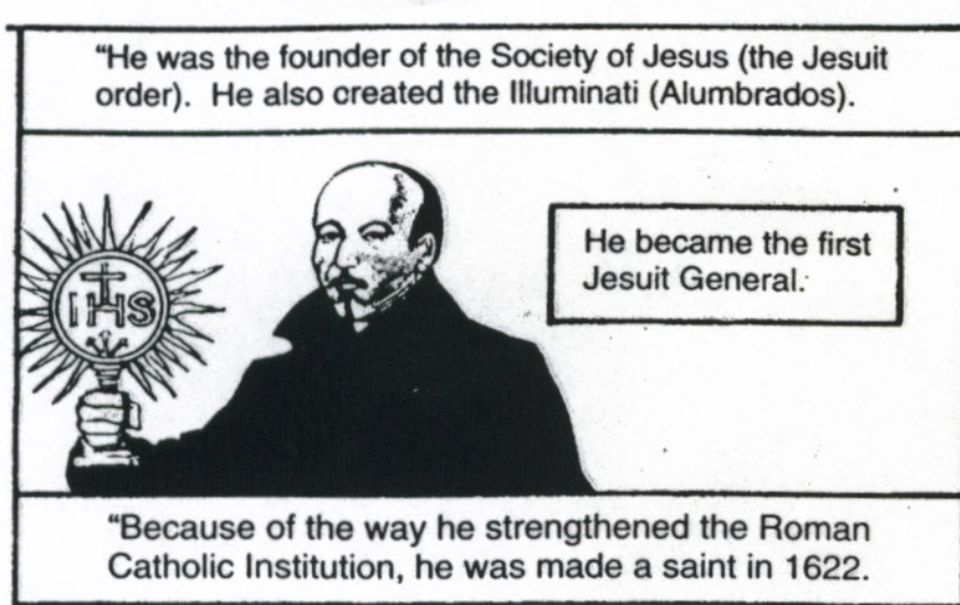 “He was the founder of the Society of Jesus (the Jesuit
order). He also created the Illuminati (Alumbrados).
IHS
He became the first
Jesuit General.
“Because of the way he strengthened the Roman
Catholic Institution, he was made a saint in 1622.